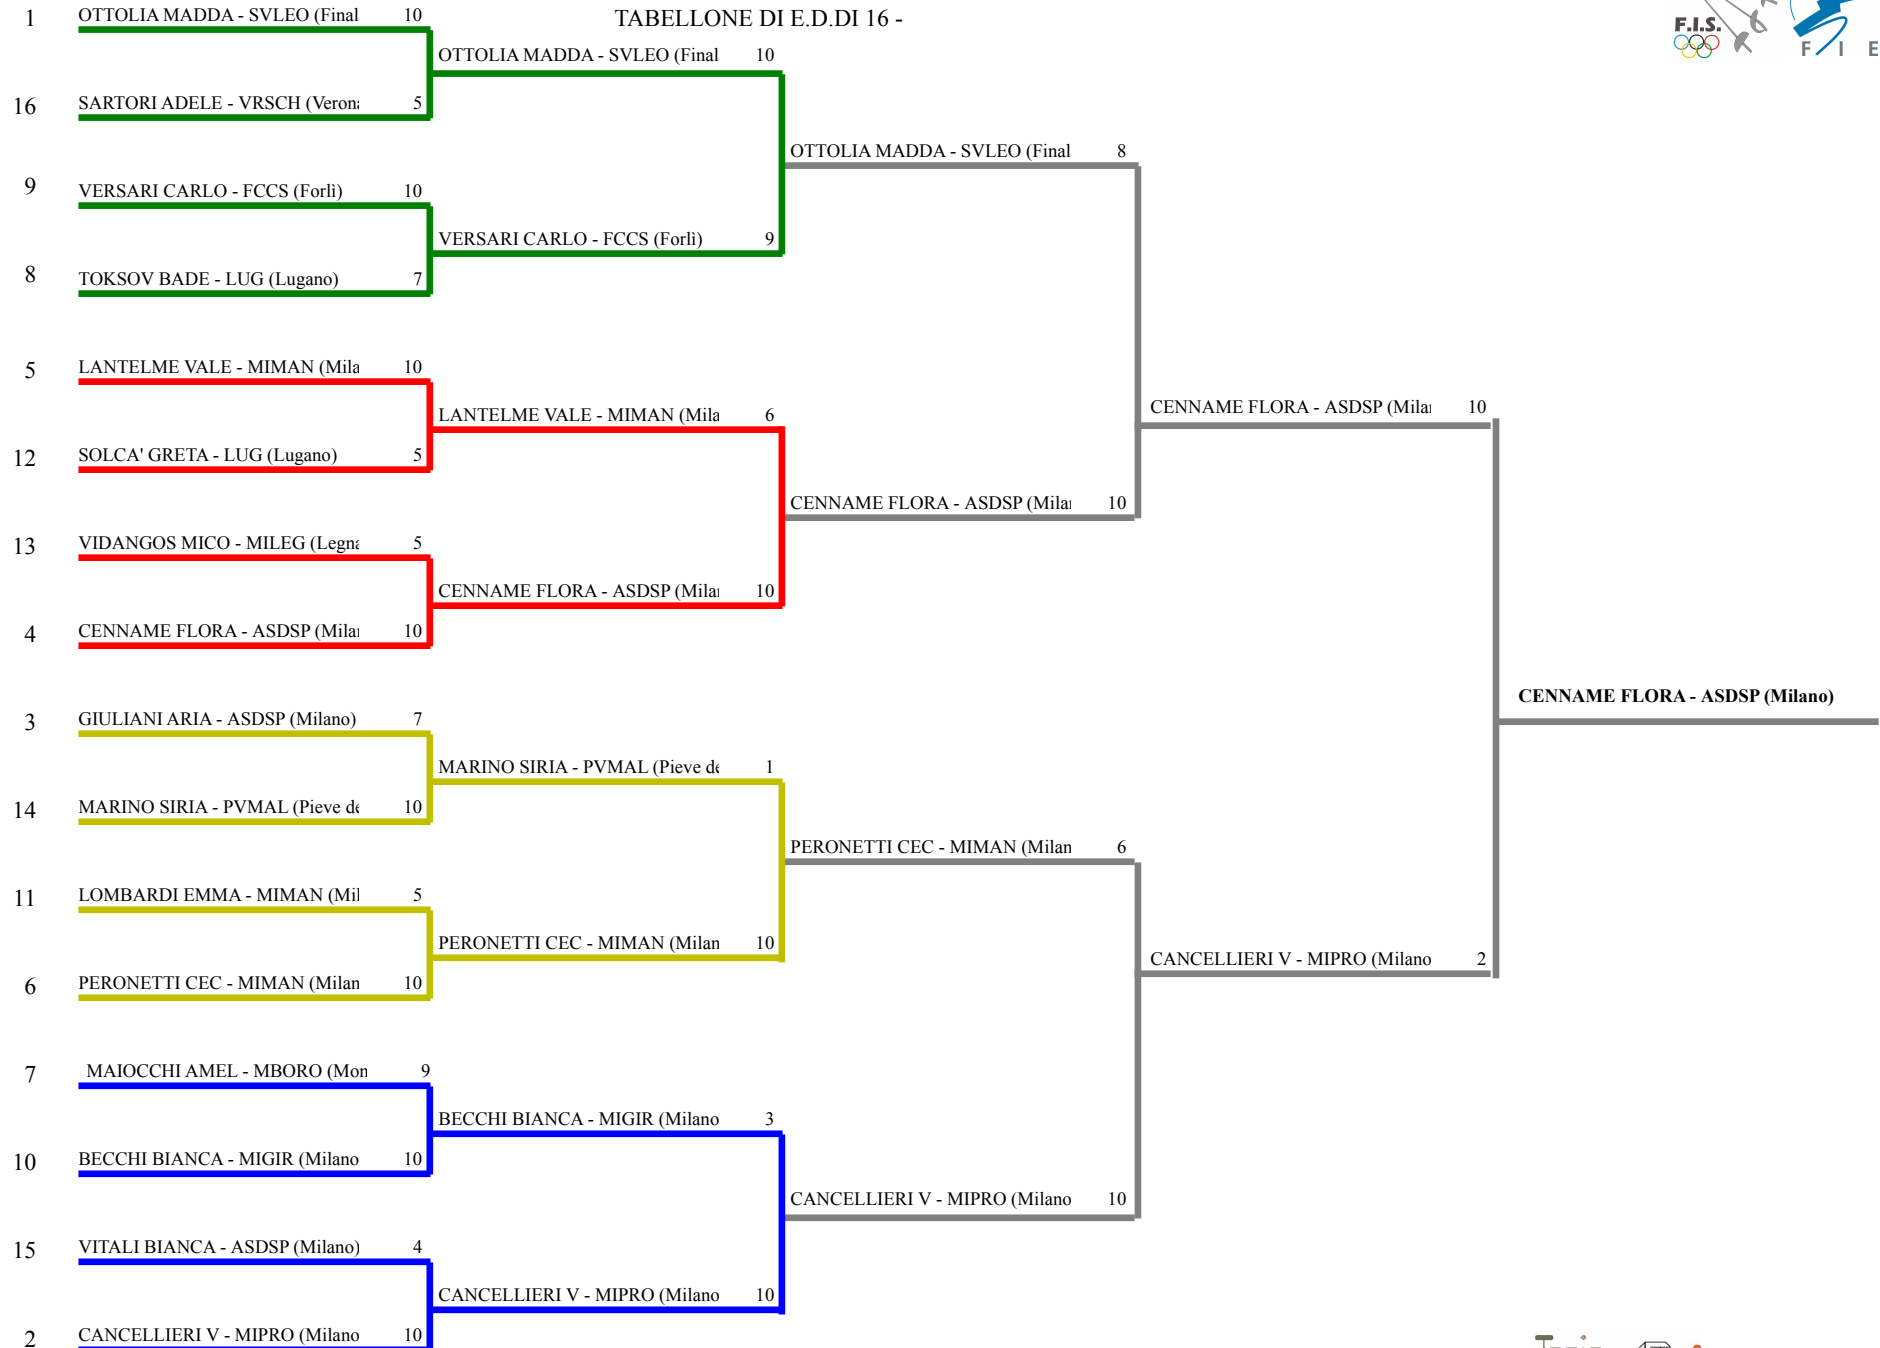 1 OTTOLIA MADDA - SVLEO (Final 10
TABELLONE DI E.D.DI 16 -
F.I.S.
F I E
OTTOLIA MADDA - SVLEO (Final 10
16 SARTORI ADELE - VRSCH (Verona 5
OTTOLIA MADDA - SVLEO (Final 8
9 VERSARI CARLO - FCCS (Forlì) 10
VERSARI CARLO - FCCS (Forlì) 9
8 TOKSOV BADE - LUG (Lugano) 7
5 LANTELME VALE - MIMAN (Mila 10
LANTELME VALE - MIMAN (Mila 6
CENNAME FLORA - ASDSP (Milan 10
12 SOLCA' GRETA - LUG (Lugano) 5
CENNAME FLORA - ASDSP (Milan 10
13 VIDANGOS MICO - MILEG (Legna 5
CENNAME FLORA - ASDSP (Milan 10
4 CENNAME FLORA - ASDSP (Milan 10
CENNAME FLORA - ASDSP (Milano)
3 GIULIANI ARIA - ASDSP (Milano) 7
MARINO SIRIA - PVMAL (Pieve de 1
14 MARINO SIRIA - PVMAL (Pieve de 10
PERONETTI CEC - MIMAN (Milan 6
11 LOMBARDI EMMA - MIMAN (Mil 5
PERONETTI CEC - MIMAN (Milan 10
CANCELLIERI V - MIPRO (Milano 2
6 PERONETTI CEC - MIMAN (Milan 10
7 MAIOCCHI AMEL - MBORO (Mon 9
BECCHI BIANCA - MIGIR (Milano 3
10 BECCHI BIANCA - MIGIR (Milano 10
CANCELLIERI V - MIPRO (Milano 10
15 VITALI BIANCA - ASDSP (Milano) 4
CANCELLIERI V - MIPRO (Milano 10
2 CANCELLIERI V - MIPRO (Milano 10